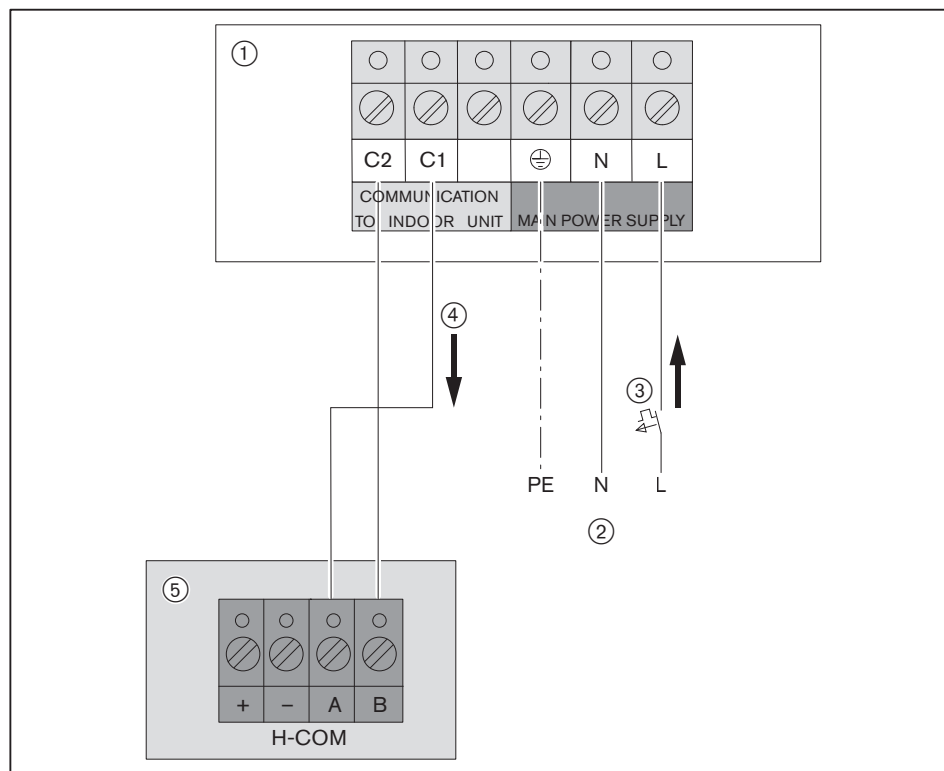 ①
C2 C1 N L
COMMUNICATION
TO INDOOR UNIT MAIN POWER SUPPLY
④
③
PE N L
②
⑤
+ − A B
H-COM